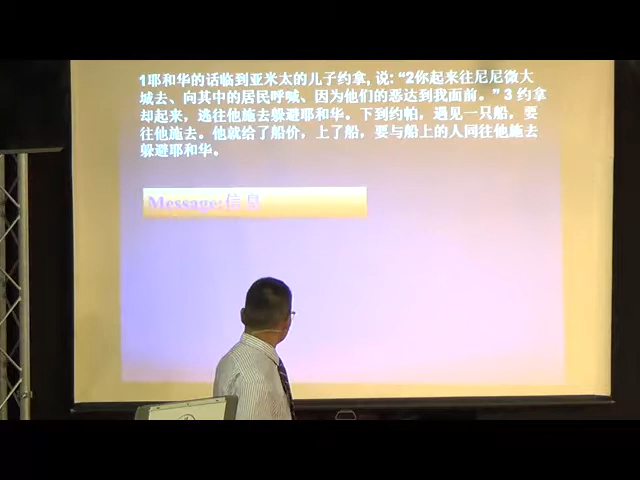 1耶和华的话临到亚米太的儿子约拿, 说: “2你起来往尼尼微大
城去、向其中的居民呼喊、因为他们的恶达到我面前。” 3 约拿
却起来，逃往他施去躲避耶和华。下到约帕，遇见一只船，要
往他施去。他就给了船价，上了船，要与船上的人同往他施去
躲避耶和华。
Message:信息